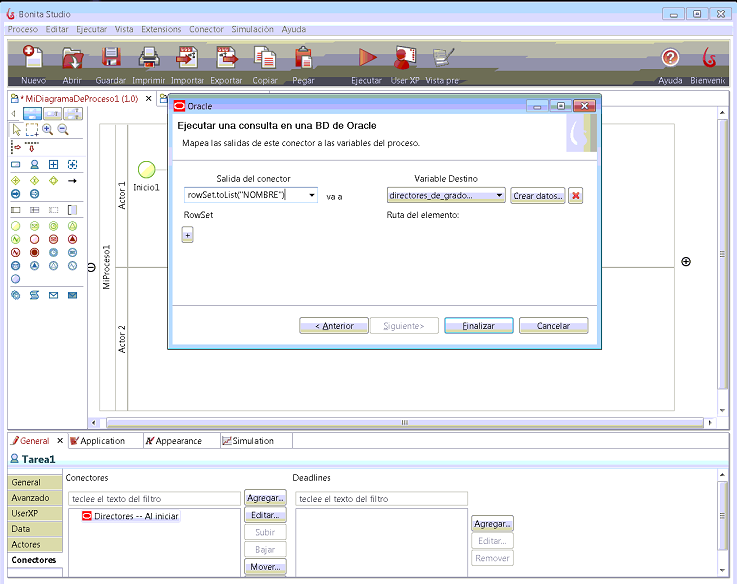 Bonita Studio
Proceso Editar Ejecutar Vista Extensions Conector Simulación Ayuda
Nuevo Abrir Guardar Imprimir Importar Exportar Copiar Pegar Ejecutar User XP Vista pre Ayuda Bienveni
*MiDiagramaDeProceso1 (1.0)
Oracle
Ejecutar una consulta en una BD de Oracle
Mapea las salidas de este conector a las variables del proceso.
Salida del conector Variable Destino
rowSet.toList("NOMBRE") va a directores_de_grado... Crear datos..
RowSet Ruta del elemento:
+
< Anterior Siguiente> Finalizar Cancelar
Inicio1
Actor 1
MiProceso1
Actor 2
General Application Appearance Simulation
Tarea1
General
Avanzado
UserXP
Data
Actores
Conectores
Conectores Deadlines
teclee el texto del filtro Agregar.. teclee el texto del filtro
Directores -- Al iniciar Editar...
Subir
Bajar
Mover...
Agregar..
Editar...
Remover